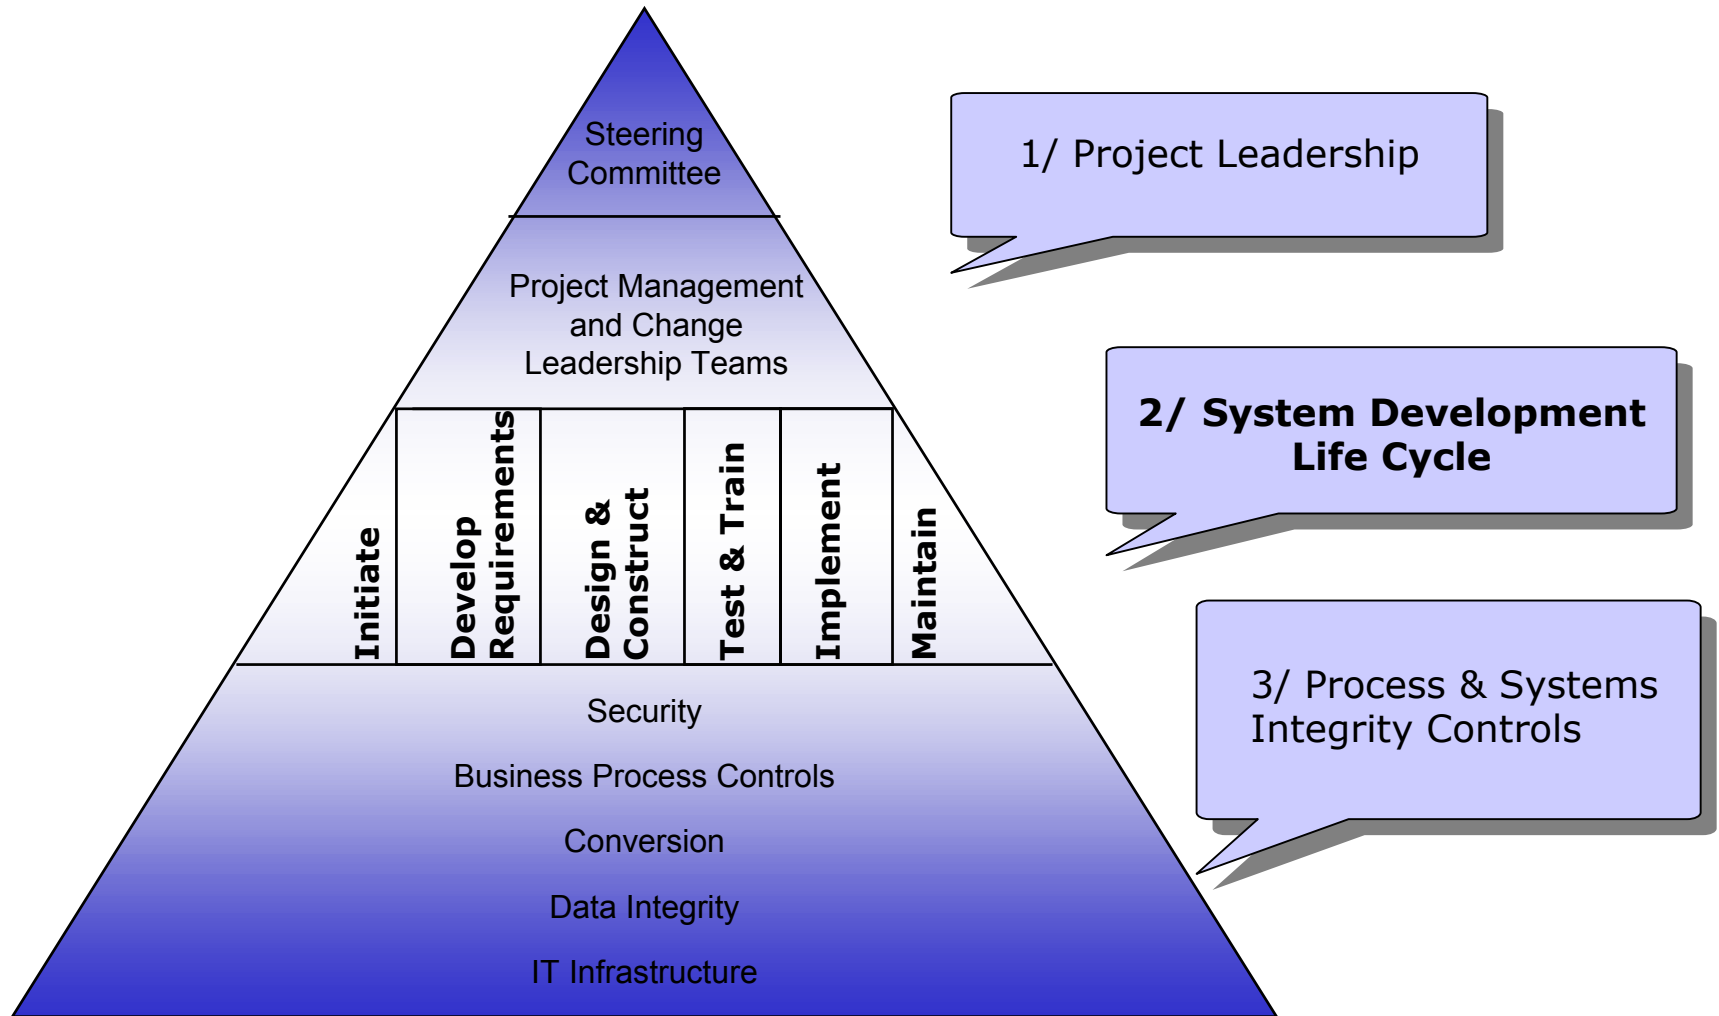 Steering
Committee
1/ Project Leadership
Project Management
and Change
Leadership Teams
2/ System Development
Life Cycle
Initiate
Develop
Requirements
Design &
Construct
Test & Train
Implement
Maintain
3/ Process & Systems
Integrity Controls
Security
Business Process Controls
Conversion
Data Integrity
IT Infrastructure